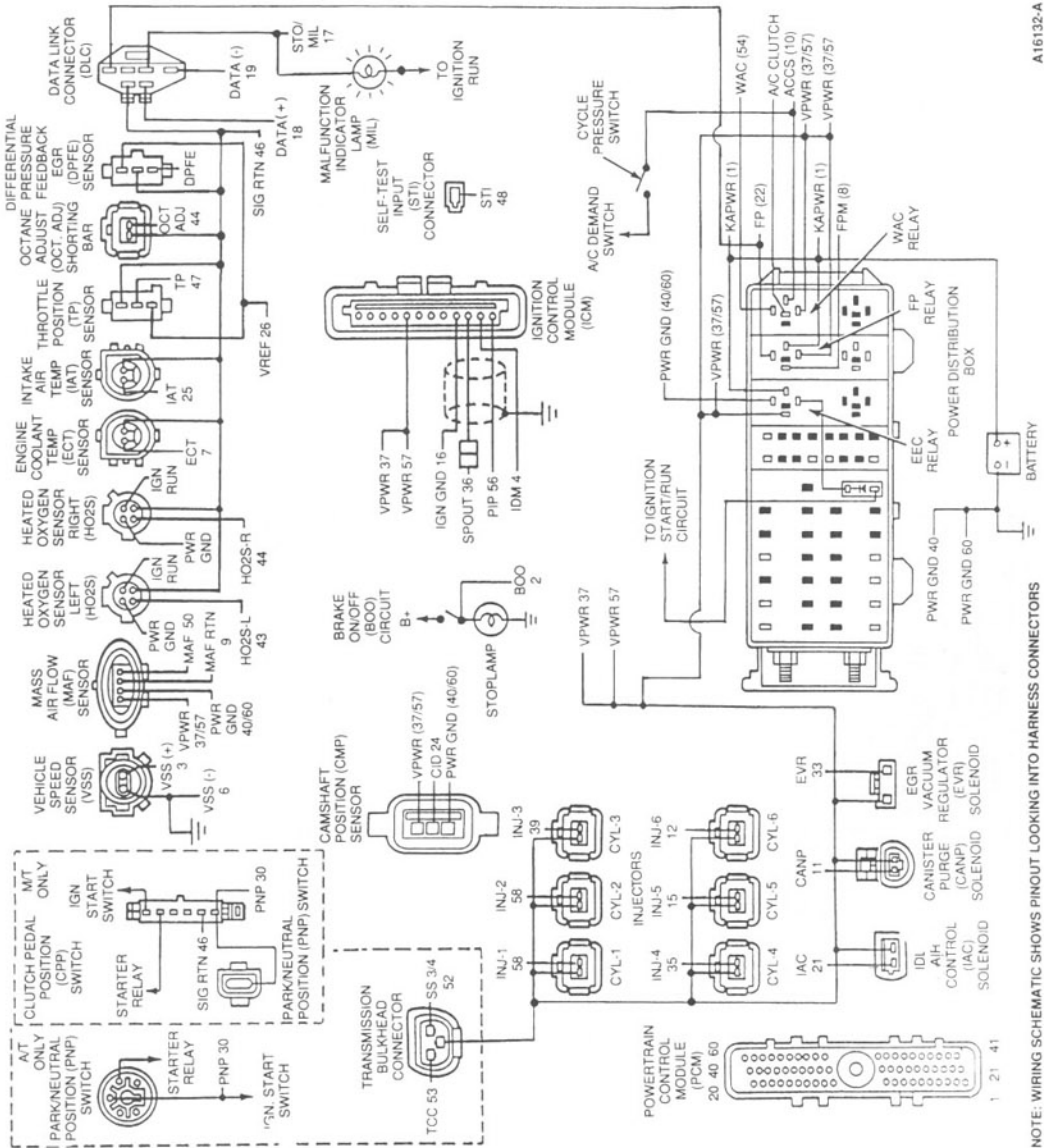 A/T
ONLY
PARK/NEUTRAL
POSITION (PNP)
SWITCH
STARTER
RELAY
PNP 30
IGN. START
SWITCH
CLUTCH PEDAL
POSITION
(CPP)
SWITCH
M/T
ONLY
IGN
START
SWITCH
STARTER
RELAY
SIG RTN 46
PNP 30
PARK/NEUTRAL
POSITION (PNP) SWITCH
VEHICLE
SPEED
SENSOR
(VSS)
VSS (+)
3
VSS (-)
6
MASS
AIR FLOW
(MAF)
SENSOR
VPWR
37/57
PWR
GND
40/60
MAF RTN
9
MAF 50
HEATED
OXYGEN
SENSOR
LEFT
(HO2S)
PWR
GND
IGN
RUN
HO2S-L
43
HEATED
OXYGEN
SENSOR
RIGHT
(HO2S)
PWR
GND
IGN
RUN
HO2S-R
44
ENGINE
COOLANT
TEMP
(ECT)
SENSOR
ECT
7
INTAKE
AIR
TEMP
(IAT)
SENSOR
IAT
25
THROTTLE
POSITION
(TP)
SENSOR
TP
47
VREF 26
OCTANE
ADJUST
(OCT. ADJ)
SHORTING
BAR
OCT
ADJ
44
DIFFERENTIAL
PRESSURE
FEEDBACK
EGR
(DPFE)
SENSOR
DPFE
SIG RTN 46
DATA LINK
CONNECTOR
(DLC)
DATA (+)
18
DATA (-)
19
STO/
MIL
17
MALFUNCTION
INDICATOR
LAMP
(MIL)
TO
IGNITION
RUN
SELF-TEST
INPUT
(STI)
CONNECTOR
STI
48
TRANSMISSION
BULKHEAD
CONNECTOR
TCC 53
SS 3/4
52
CAMSHAFT
POSITION (CMP)
SENSOR
VPWR (37/57)
CID 24
PWR GND (40/60)
BRAKE
ON/OFF
(BOO)
CIRCUIT
B+
BOO
2
STOPLAMP
VPWR 37
VPWR 57
IGN GND 16
SPOUT 36
PIP 56
IDM 4
IGNITION
CONTROL
MODULE
(ICM)
INJ-1
58
INJ-2
58
INJ-3
39
CYL-1
CYL-2
CYL-3
INJECTORS
INJ-4
35
INJ-5
15
INJ-6
12
CYL-4
CYL-5
CYL-6
VPWR 37
VPWR 57
TO IGNITION
START/RUN
CIRCUIT
PWR GND (40/60)
VPWR (37/57)
A/C DEMAND
SWITCH
CYCLE
PRESSURE
SWITCH
KAPWR (1)
FP (22)
WAC (54)
A/C CLUTCH
ACCS (10)
VPWR (37/57)
VPWR (37/57)
KAPWR (1)
FPM (8)
WAC
RELAY
FP
RELAY
EEC
RELAY
POWER DISTRIBUTION
BOX
PWR GND 40
PWR GND 60
BATTERY
POWERTRAIN
CONTROL
MODULE
(PCM)
20 40 60
1 21 41
IAC
21
IDL
AIH
CONTROL
(IAC)
SOLENOID
CANP
11
CANISTER
PURGE
(CANP)
SOLENOID
EVR
33
EGR
VACUUM
REGULATOR
(EVR)
SOLENOID
NOTE: WIRING SCHEMATIC SHOWS PINOUT LOOKING INTO HARNESS CONNECTORS
A16132-A